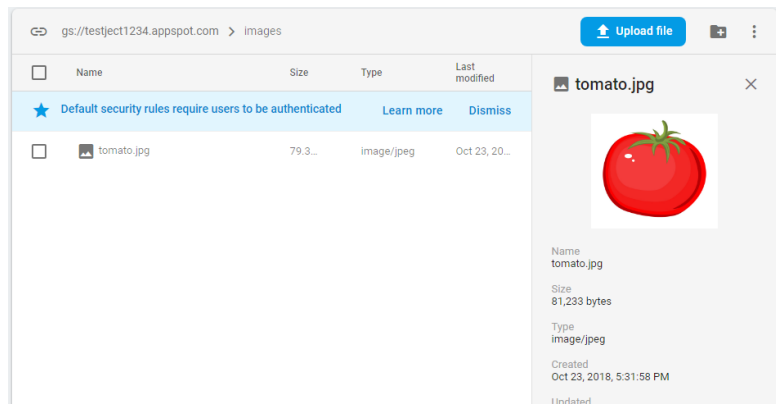 gs://testject1234.appspot.com > images
Upload file
Name Size Type Last modified
Default security rules require users to be authenticated Learn more Dismiss
tomato.jpg 79.3... image/jpeg Oct 23, 20...
tomato.jpg
Name
tomato.jpg
Size
81,233 bytes
Type
image/jpeg
Created
Oct 23, 2018, 5:31:58 PM
Updated